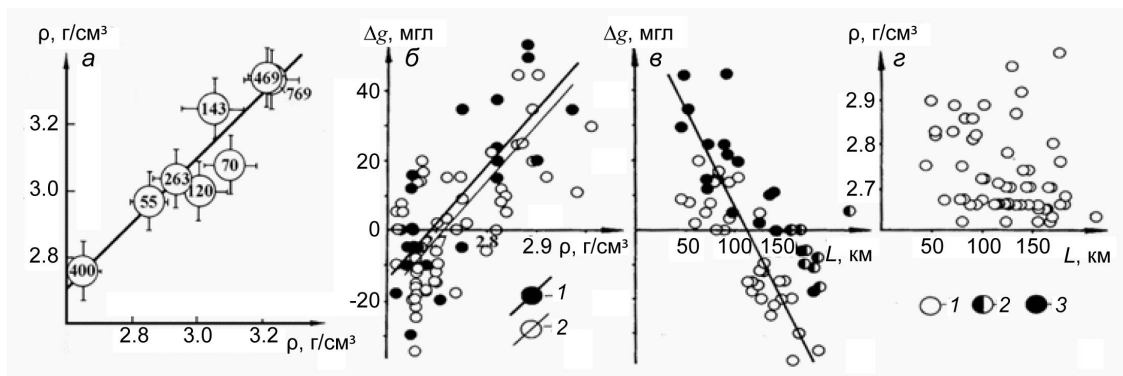 ρ, г/см³
а
3.2
3.0
2.8
2.8
3.0
3.2
ρ, г/см³
469
769
143
70
263
120
55
400
Δg, мгл
б
40
20
0
-20
2.8
2.9 ρ, г/см³
1
2
Δg, мгл
в
50
100
150
L, км
ρ, г/см³
г
2.9
2.8
2.7
50
100
150
L, км
1
2
3